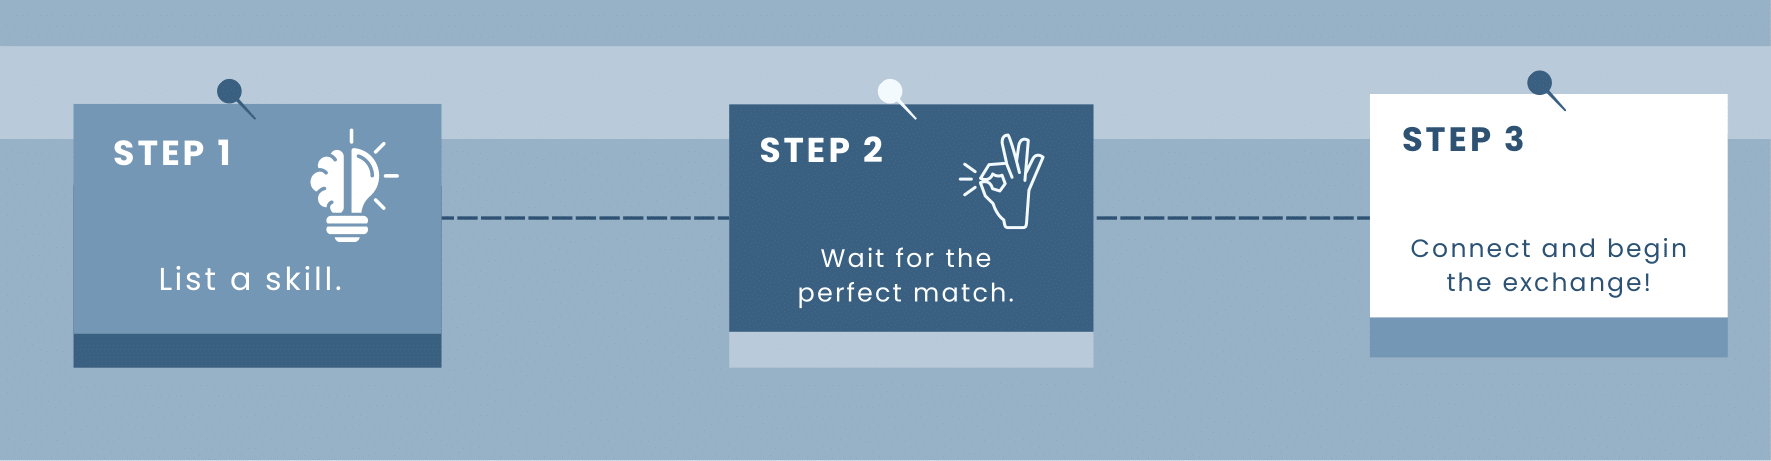 STEP 1
List a skill.
STEP 2
Wait for the
perfect match.
STEP 3
Connect and begin
the exchange!